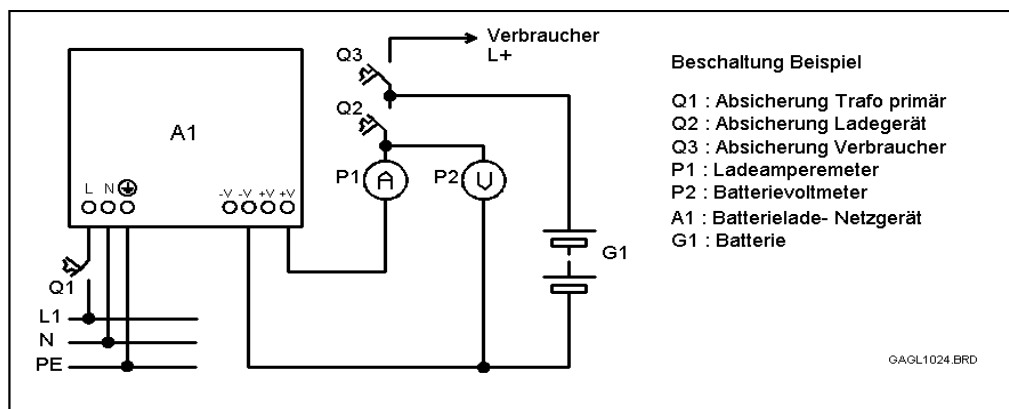 Verbraucher
L+
Q3
Q2
A1
P1 A
P2 V
L N
-V -V +V +V
Q1
L1
N
PE
G1
Beschaltung Beispiel
Q1 : Absicherung Trafo primär
Q2 : Absicherung Ladegerät
Q3 : Absicherung Verbraucher
P1 : Ladeamperemeter
P2 : Batterievoltmeter
A1 : Batterielade- Netzgerät
G1 : Batterie
GAGL1024.BRD